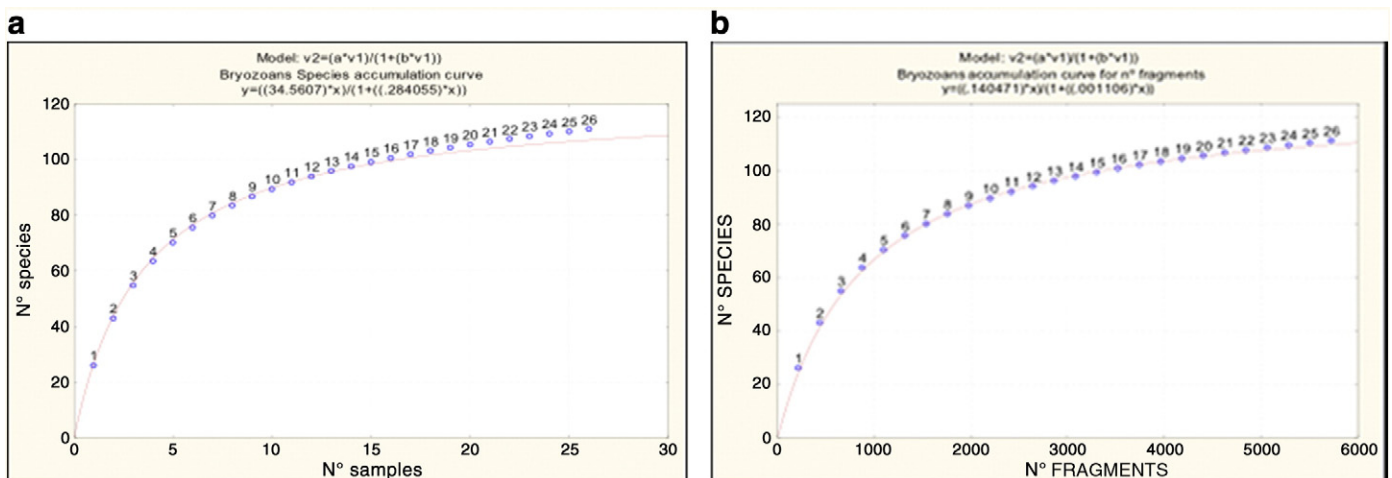 a
Model: v2=(a*v1)/(1+(b*v1))
Bryozoans Species accumulation curve
y=((34.5607)*x)/(1+((.284055)*x))
120
100
80
60
40
20
0
N° species
1 2 3 4 5 6 7 8 9 10 11 12 13 14 15 16 17 18 19 20 21 22 23 24 25 26
0 5 10 15 20 25 30
N° samples
b
Model: v2=(a*v1)/(1+(b*v1))
Bryozoans accumulation curve for n° fragments
y=((.140471)*x)/(1+((.001106)*x))
120
100
80
60
40
20
0
N° SPECIES
1 2 3 4 5 6 7 8 9 10 11 12 13 14 15 16 17 18 19 20 21 22 23 24 25 26
0 1000 2000 3000 4000 5000 6000
N° FRAGMENTS